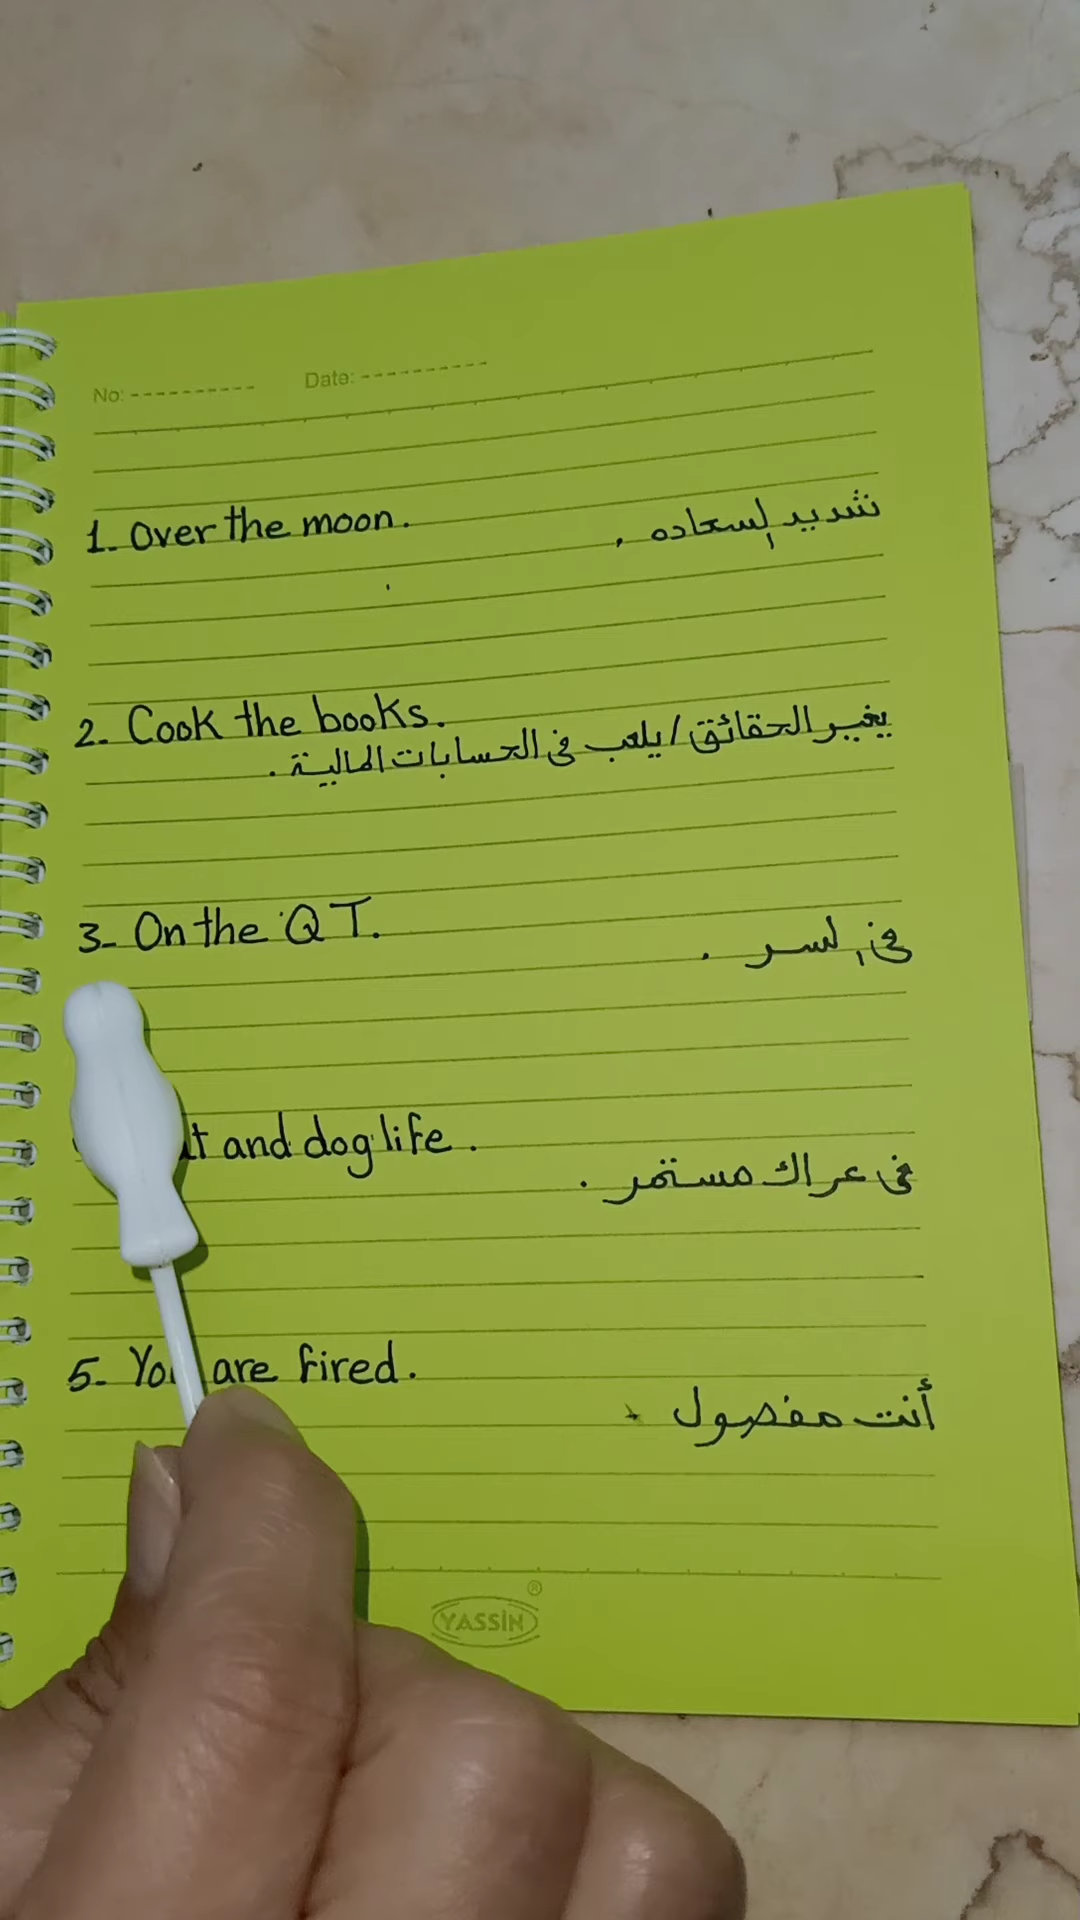 No: Date:
1. Over the moon.
شديد السعاده .
2. Cook the books.
يغير الحقائق / يلعب فى الحسابات المالية .
3- On the QT.
فى السر .
and dog life .
فى عراك مستمر .
5- You are fired.
أنت مفصول .
YASSIN ®